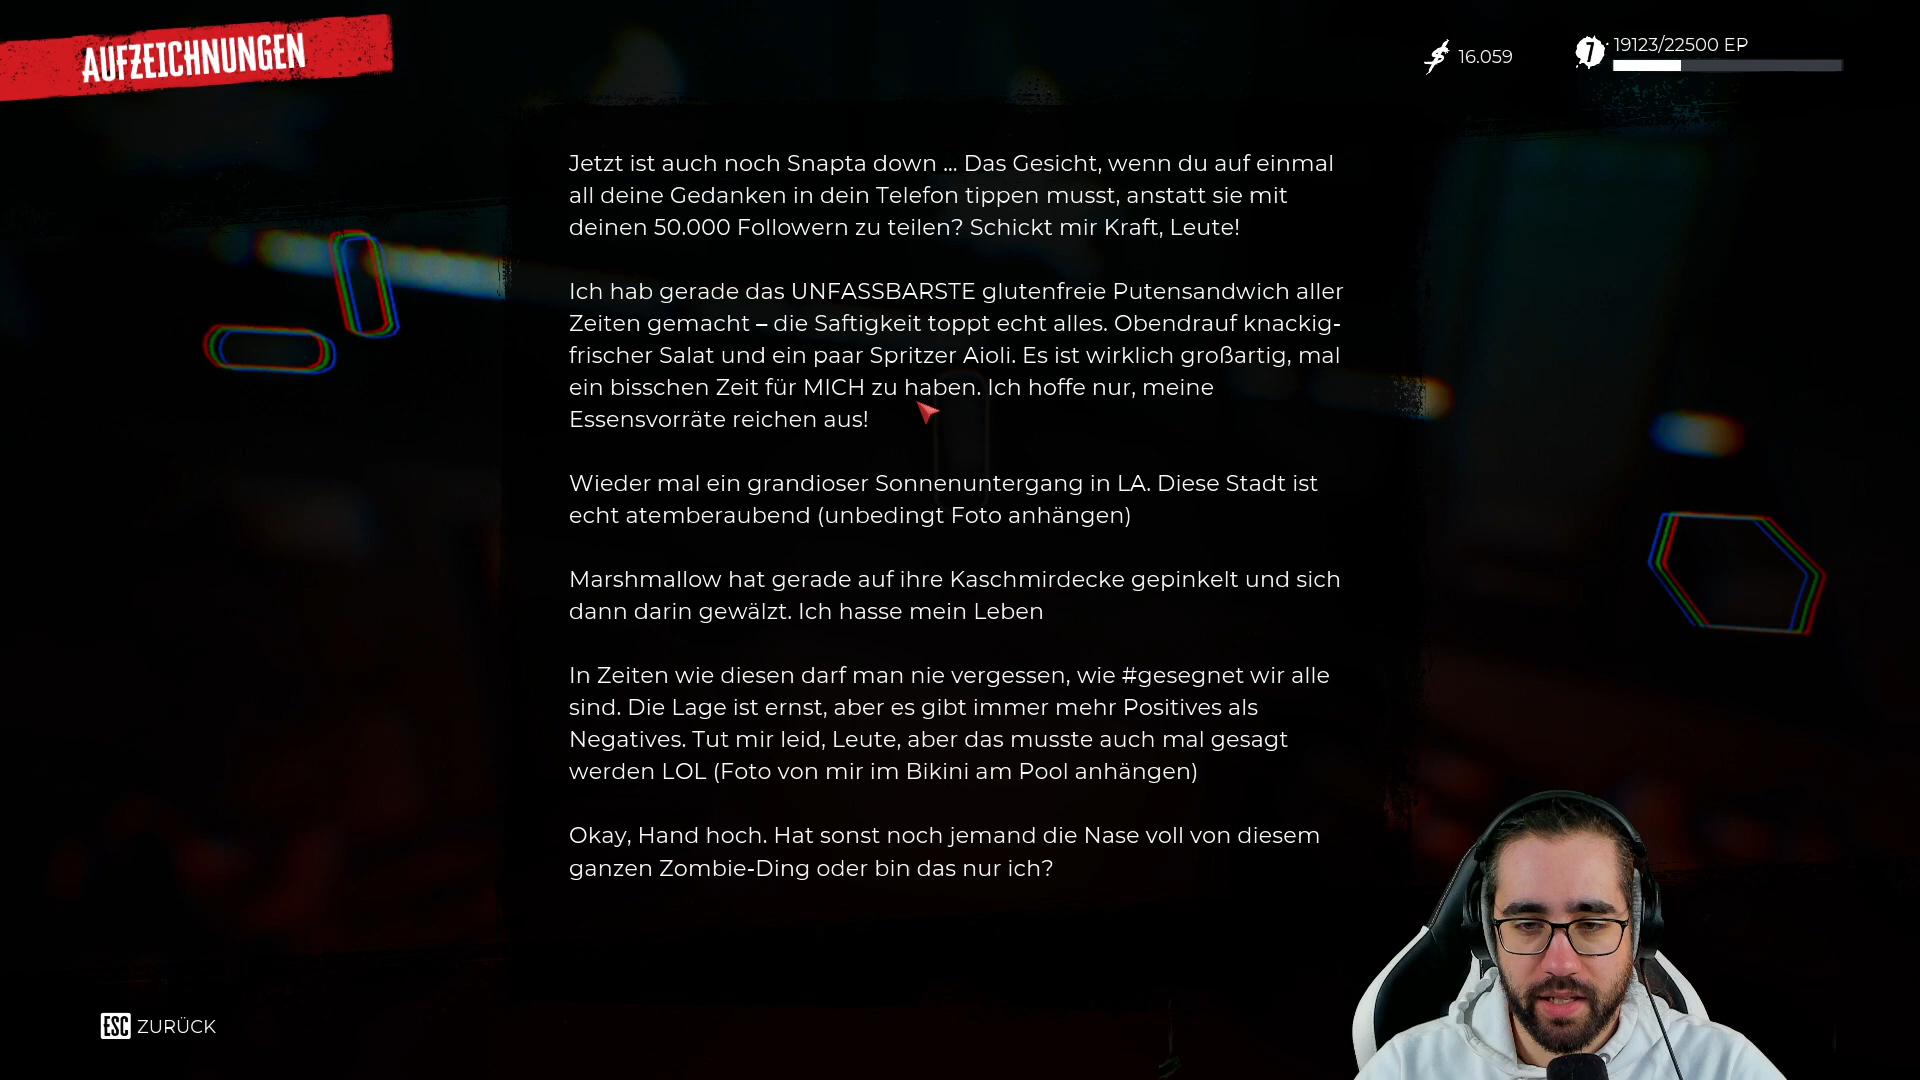 AUFZEICHNUNGEN
16.059
7
19123/22500 EP
Jetzt ist auch noch Snapta down ... Das Gesicht, wenn du auf einmal
all deine Gedanken in dein Telefon tippen musst, anstatt sie mit
deinen 50.000 Followern zu teilen? Schickt mir Kraft, Leute!
Ich hab gerade das UNFASSBARSTE glutenfreie Putensandwich aller
Zeiten gemacht – die Saftigkeit toppt echt alles. Obendrauf knackig-
frischer Salat und ein paar Spritzer Aioli. Es ist wirklich großartig, mal
ein bisschen Zeit für MICH zu haben. Ich hoffe nur, meine
Essensvorräte reichen aus!
Wieder mal ein grandioser Sonnenuntergang in LA. Diese Stadt ist
echt atemberaubend (unbedingt Foto anhängen)
Marshmallow hat gerade auf ihre Kaschmirdecke gepinkelt und sich
dann darin gewälzt. Ich hasse mein Leben
In Zeiten wie diesen darf man nie vergessen, wie #gesegnet wir alle
sind. Die Lage ist ernst, aber es gibt immer mehr Positives als
Negatives. Tut mir leid, Leute, aber das musste auch mal gesagt
werden LOL (Foto von mir im Bikini am Pool anhängen)
Okay, Hand hoch. Hat sonst noch jemand die Nase voll von diesem
ganzen Zombie-Ding oder bin das nur ich?
ESC ZURÜCK